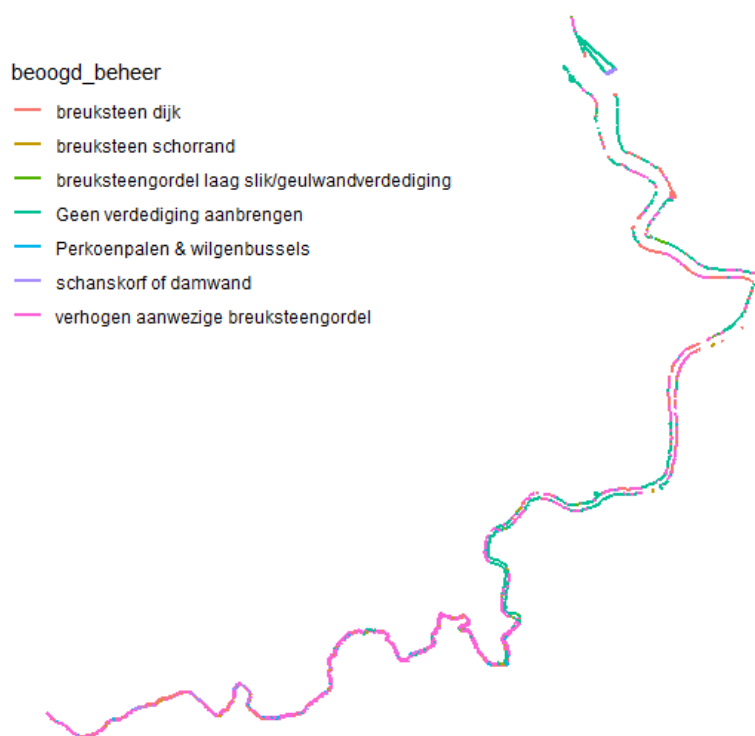 beoogd_beheer
breuksteen dijk
breuksteen schorrand
breuksteengordel laag slik/geulwandverdediging
Geen verdediging aanbrengen
Perkoenpalen & wilgenbussels
schanskorf of damwand
verhogen aanwezige breuksteengordel